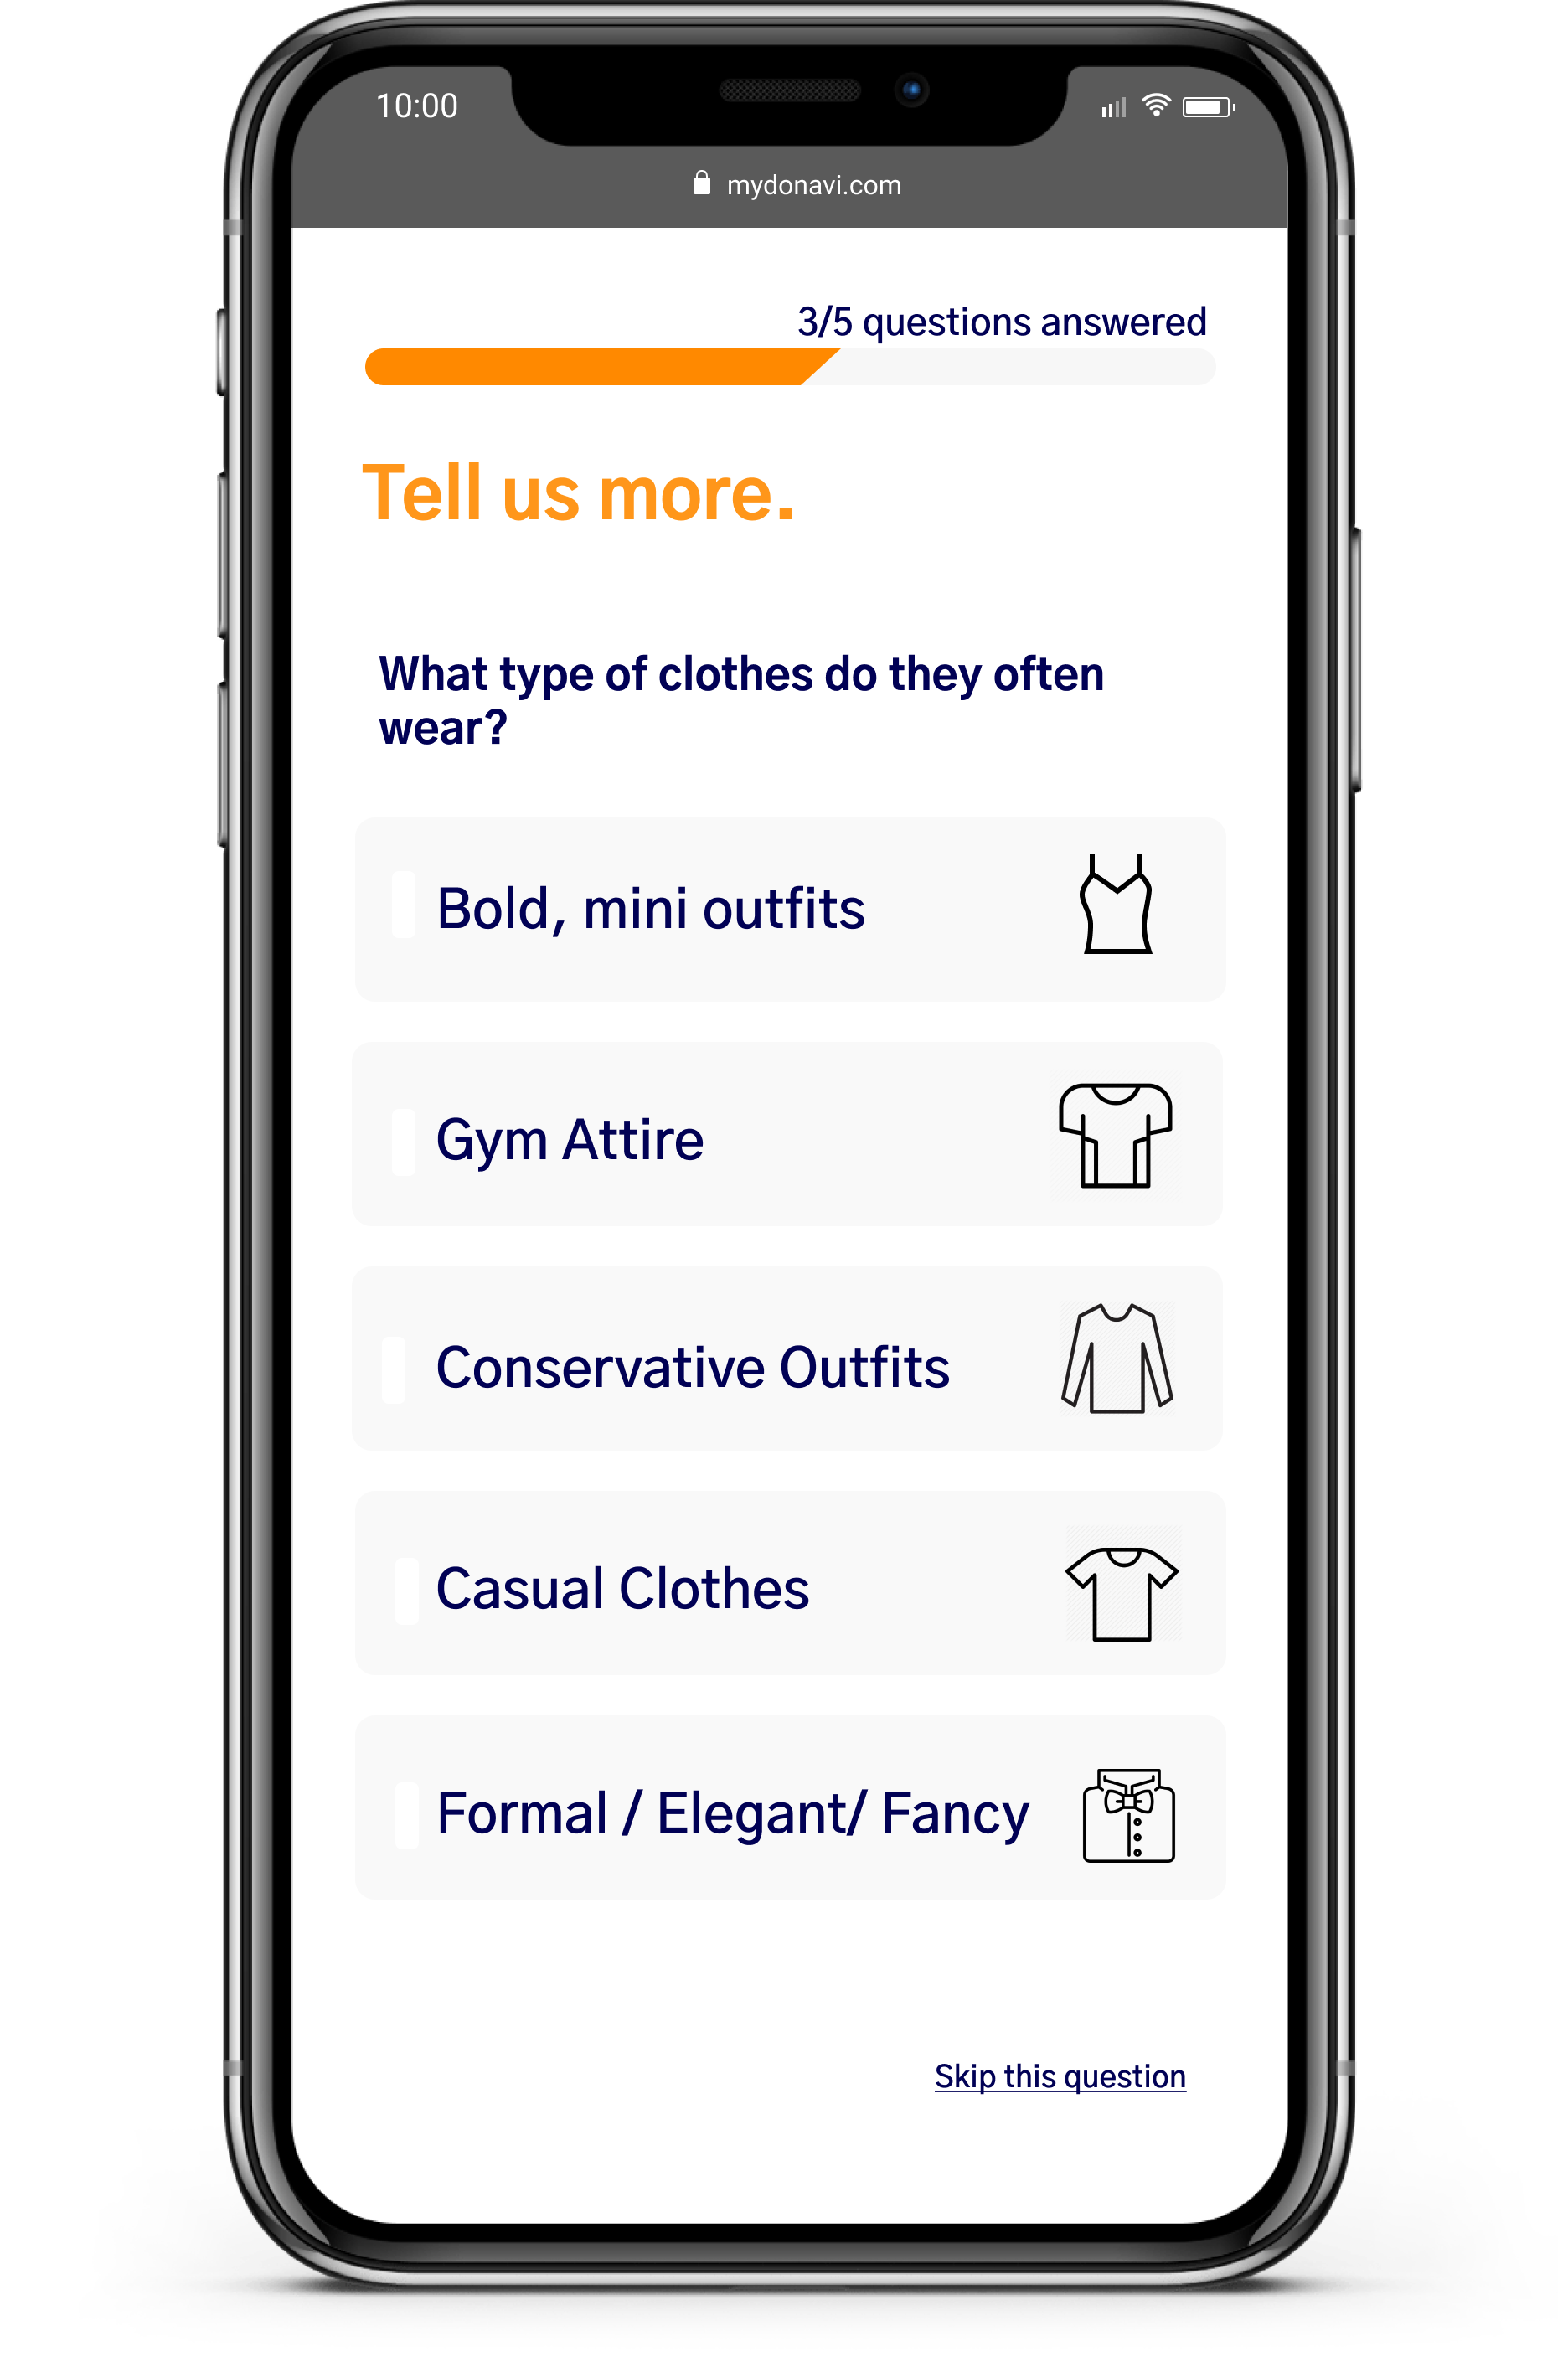 10:00
mydonavi.com
3/5 questions answered
Tell us more.
What type of clothes do they often
wear?
Bold, mini outfits
Gym Attire
Conservative Outfits
Casual Clothes
Formal / Elegant/ Fancy
Skip this question